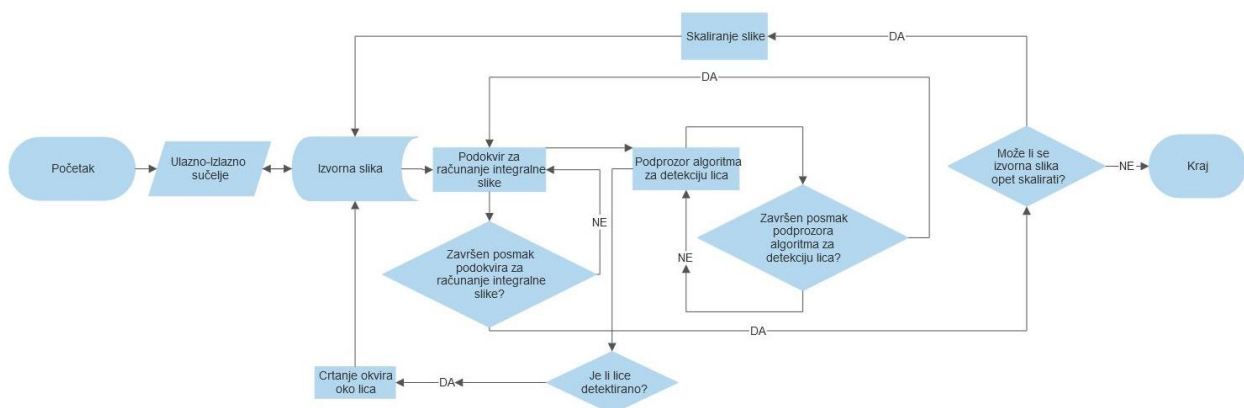 Skaliranje slike
DA
DA
Početak
Ulazno-Izlazno
sučelje
Izvorna slika
Podokvir za
računanje integralne
slike
Podprozor algoritma
za detekciju lica
Može li se
izvorna slika
opet skalirati?
NE
Kraj
NE
Završen posmak
podprozora
algoritma za
detekciju lica?
NE
Završen posmak
podokvira za
računanje integralne
slike?
DA
Crtanje okvira
oko lica
DA
Je li lice
detektirano?